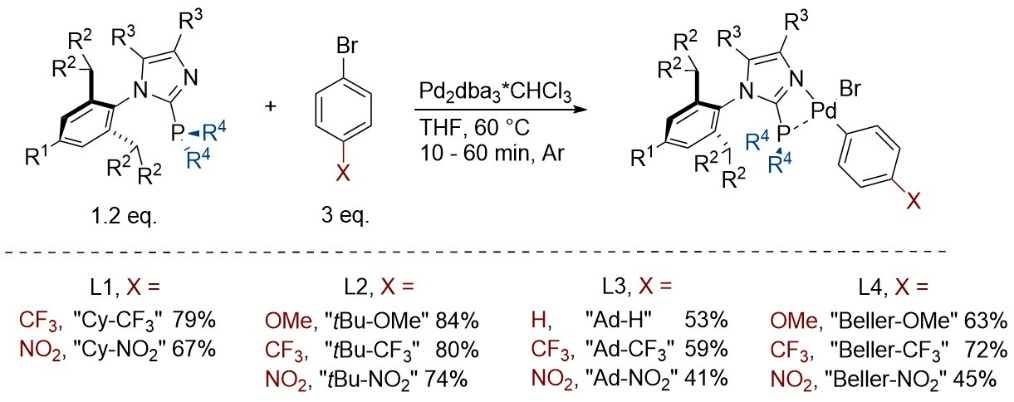 R³
R³
R²
R²
N
N
P
R⁴
R⁴
R¹
R²
R²
1.2 eq.
+
Br
X
3 eq.
Pd₂dba₃*CHCl₃
THF, 60 °C
10 - 60 min, Ar
R³
R³
R²
R²
N
N
Br
Pd
P
R⁴
R⁴
R¹
R²
R²
X
L1, X =
CF₃, "Cy-CF₃" 79%
NO₂, "Cy-NO₂" 67%
L2, X =
OMe, "tBu-OMe" 84%
CF₃, "tBu-CF₃" 80%
NO₂, "tBu-NO₂" 74%
L3, X =
H, "Ad-H" 53%
CF₃, "Ad-CF₃" 59%
NO₂, "Ad-NO₂" 41%
L4, X =
OMe, "Beller-OMe" 63%
CF₃, "Beller-CF₃" 72%
NO₂, "Beller-NO₂" 45%